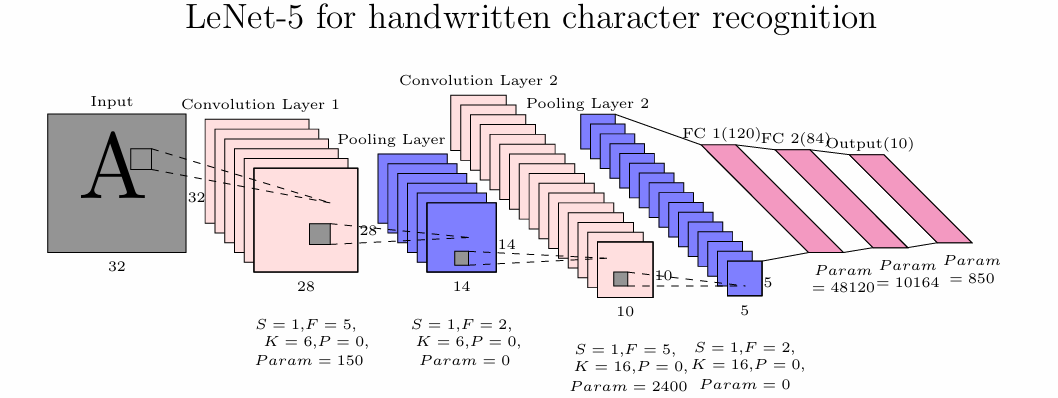 LeNet-5 for handwritten character recognition
Convolution Layer 2
Input
Convolution Layer 1
Pooling Layer 2
Pooling Layer
FC 1(120)
FC 2(84)
Output(10)
A
32
28
14
10
5
32
28
14
10
5
Param
= 48120
Param
= 10164
Param
= 850
S = 1,F = 5,
K = 6,P = 0,
Param = 150
S = 1,F = 2,
K = 6,P = 0,
Param = 0
S = 1,F = 5,
K = 16,P = 0,
Param = 2400
S = 1,F = 2,
K = 16,P = 0,
Param = 0